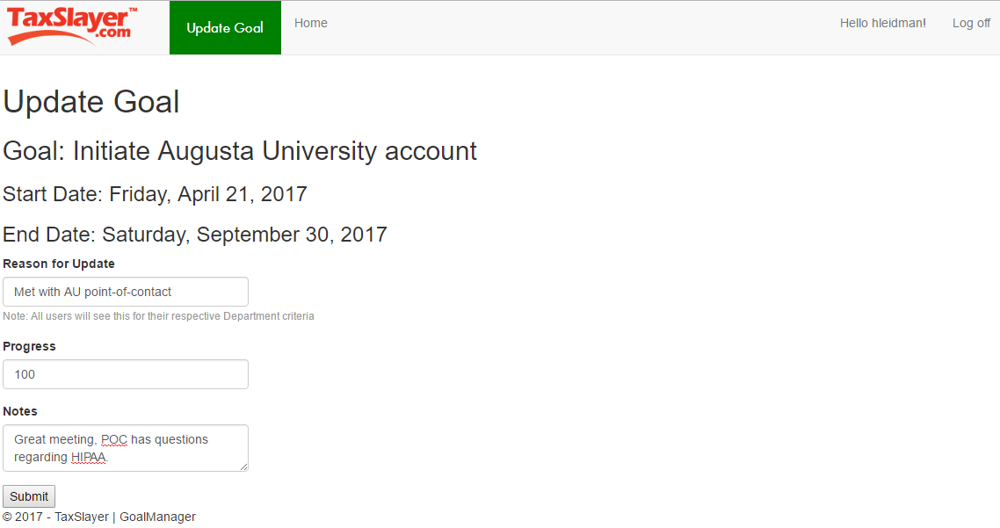 TaxSlayer™
.com
Update Goal
Home
Hello hleidman!
Log off
Update Goal
Goal: Initiate Augusta University account
Start Date: Friday, April 21, 2017
End Date: Saturday, September 30, 2017
Reason for Update
Met with AU point-of-contact
Note: All users will see this for their respective Department criteria
Progress
100
Notes
Great meeting, POC has questions
regarding HIPAA.
Submit
© 2017 - TaxSlayer | GoalManager